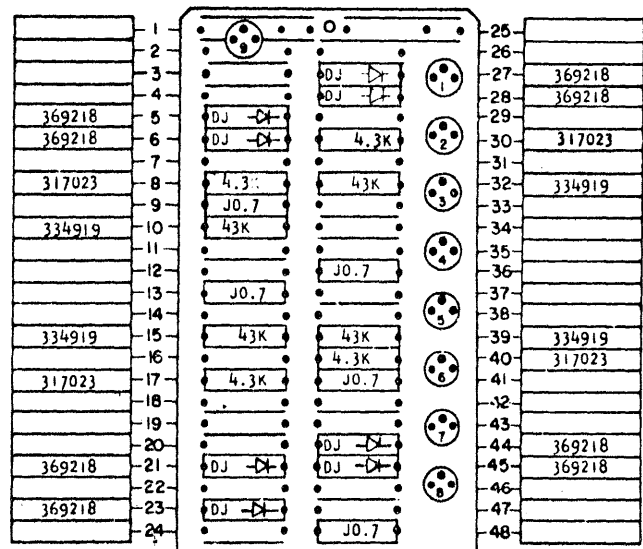 1 9 25
2 26
3 DJ 1 27 369218
4 DJ 28 369218
369218 5 DJ 29
369218 6 DJ 4.3K 2 30 317023
7 31
317023 8 4.3K 43K 3 32 334919
9 J0.7 33
334919 10 43K 34
11 4 35
12 J0.7 36
13 J0.7 37
14 5 38
334919 15 43K 43K 39 334919
16 4.3K 6 40 317023
317023 17 4.3K J0.7 41
18 42
19 7 43
20 DJ 44 369218
369218 21 DJ DJ 45 369218
22 8 46
369218 23 DJ 47
24 J0.7 48